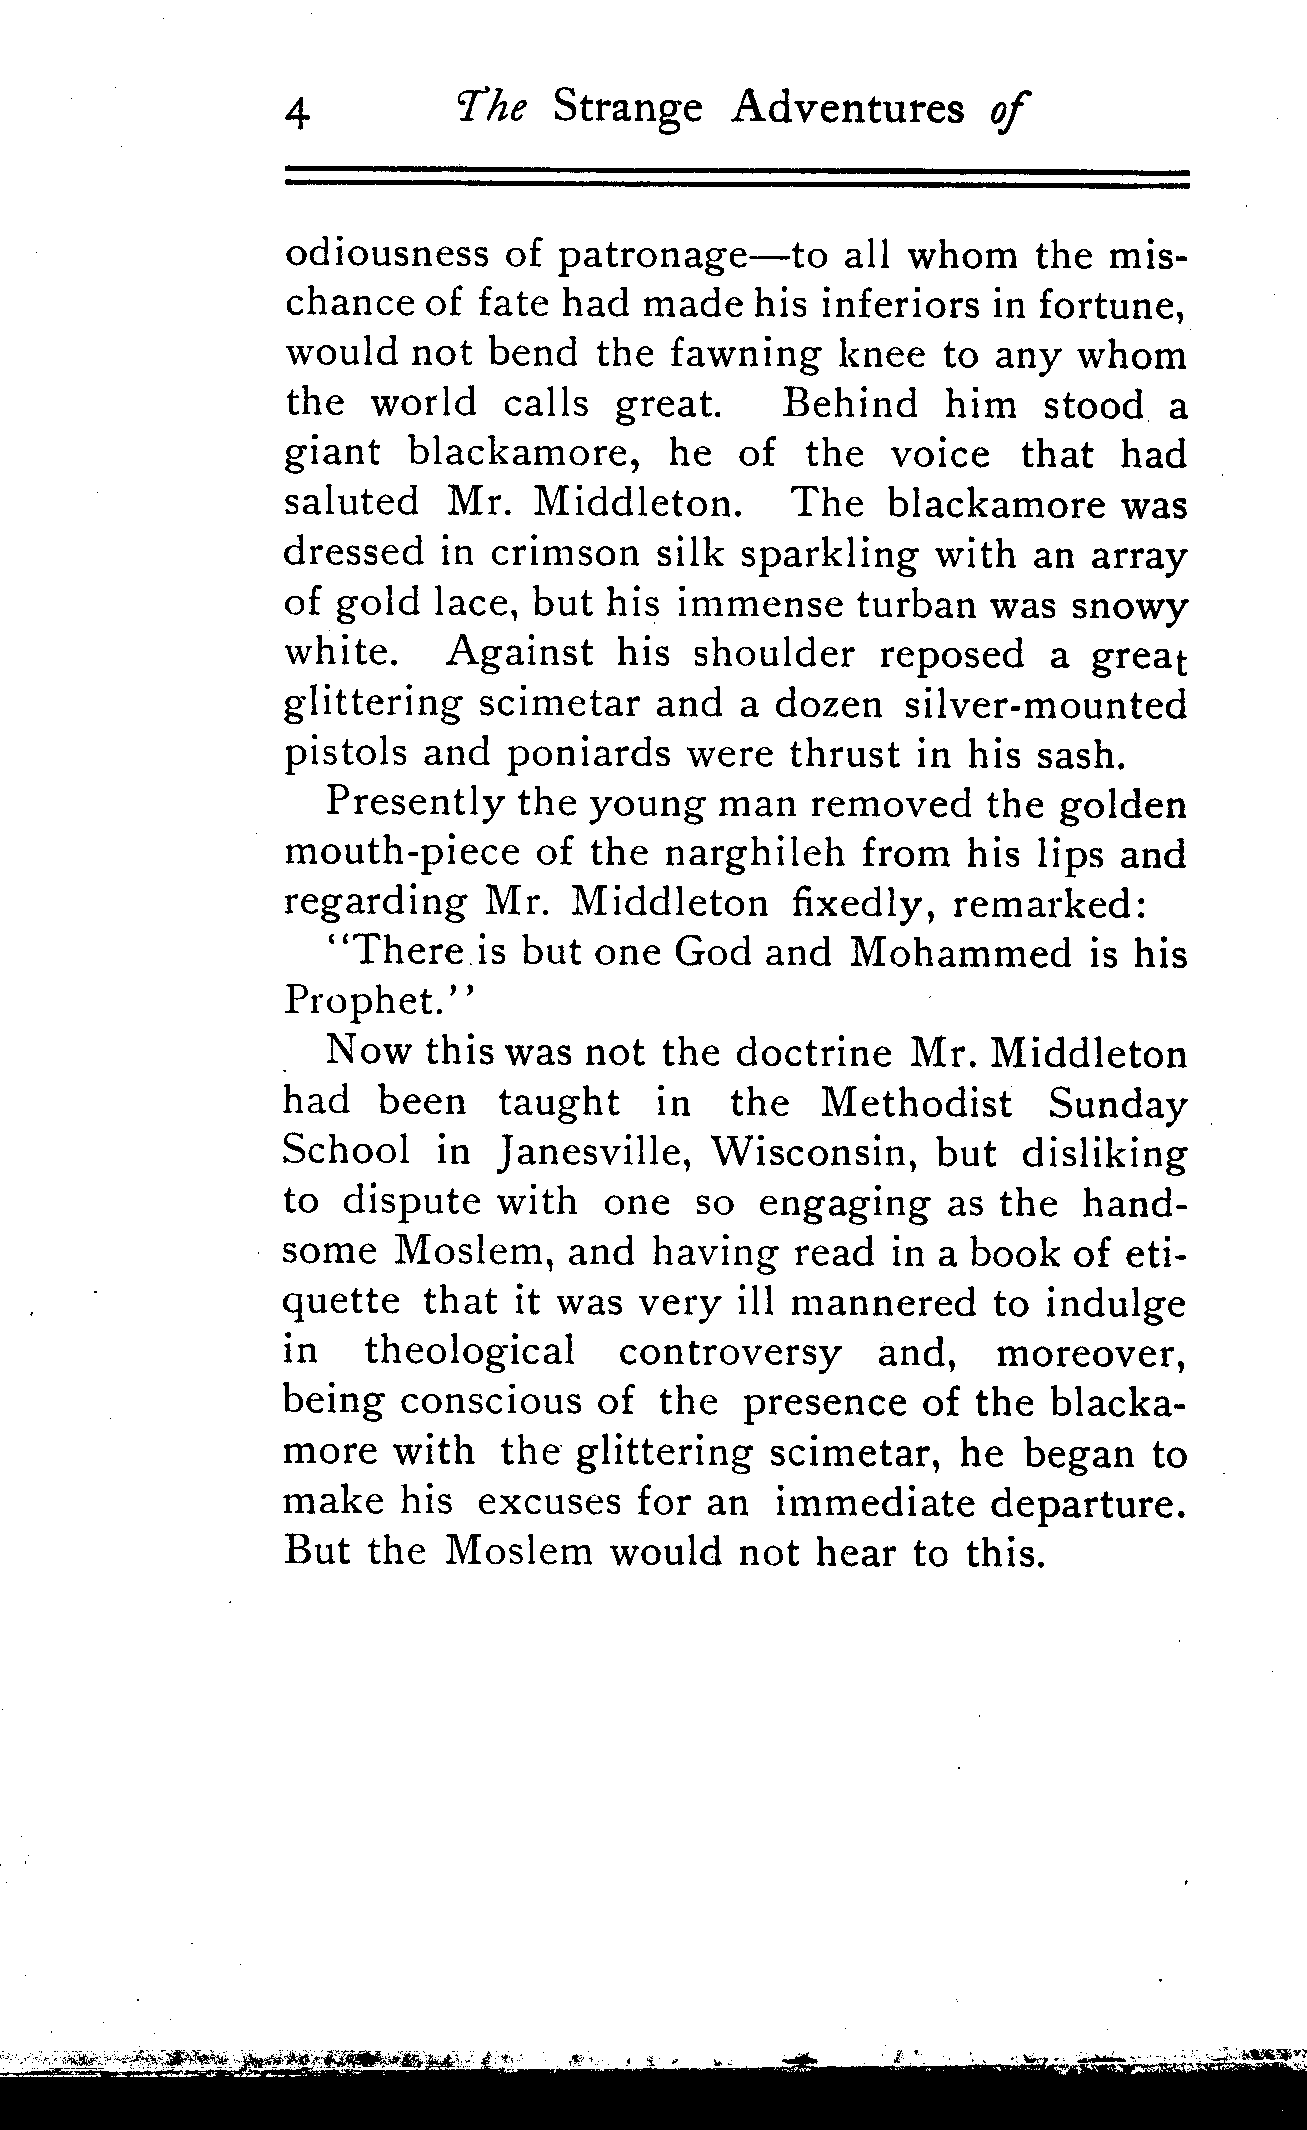 4 The Strange Adventures of
odiousness of patronage—to all whom the mis-
chance of fate had made his inferiors in fortune,
would not bend the fawning knee to any whom
the world calls great. Behind him stood a
giant blackamore, he of the voice that had
saluted Mr. Middleton. The blackamore was
dressed in crimson silk sparkling with an array
of gold lace, but his immense turban was snowy
white. Against his shoulder reposed a great
glittering scimetar and a dozen silver-mounted
pistols and poniards were thrust in his sash.
Presently the young man removed the golden
mouth-piece of the narghileh from his lips and
regarding Mr. Middleton fixedly, remarked:
"There is but one God and Mohammed is his
Prophet."
Now this was not the doctrine Mr. Middleton
had been taught in the Methodist Sunday
School in Janesville, Wisconsin, but disliking
to dispute with one so engaging as the hand-
some Moslem, and having read in a book of eti-
quette that it was very ill mannered to indulge
in theological controversy and, moreover,
being conscious of the presence of the blacka-
more with the glittering scimetar, he began to
make his excuses for an immediate departure.
But the Moslem would not hear to this.